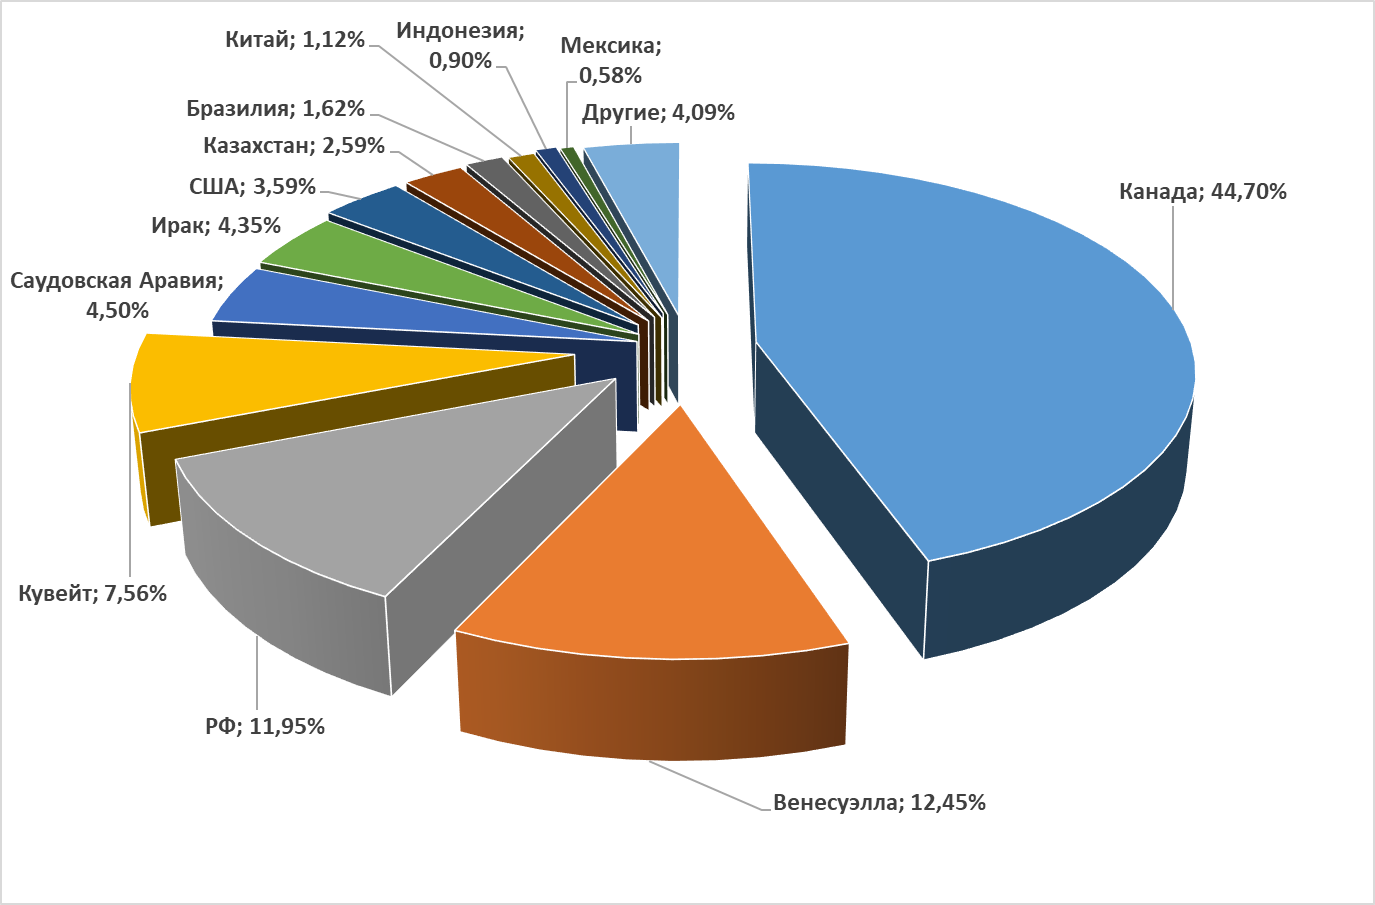 Индонезия;
0,90%
Китай; 1,12%
Мексика;
0,58%
Бразилия; 1,62%
Другие; 4,09%
Казахстан; 2,59%
США; 3,59%
Канада; 44,70%
Ирак; 4,35%
Саудовская Аравия;
4,50%
Кувейт; 7,56%
РФ; 11,95%
Венесуэлла; 12,45%